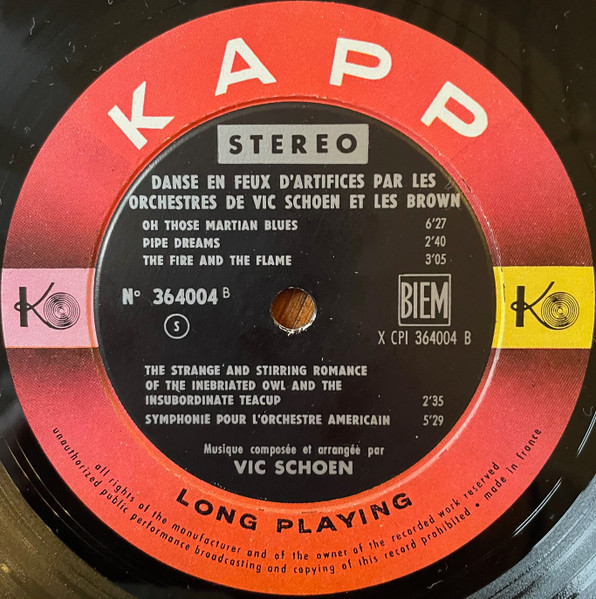 KAPP
STEREO
DANSE EN FEUX D'ARTIFICES PAR LES
ORCHESTRES DE VIC SCHOEN ET LES BROWN
OH THOSE MARTIAN BLUES 6'27
PIPE DREAMS 2'40
THE FIRE AND THE FLAME 3'05
K
K
N° 364004 B
BIEM
S
X CPI 364004 B
THE STRANGE AND STIRRING ROMANCE
OF THE INEBRIATED OWL AND THE
INSUBORDINATE TEACUP 2'35
SYMPHONIE POUR L'ORCHESTRE AMERICAIN 5'29
Musique composée et arrangée par
VIC SCHOEN
LONG PLAYING
all rights of the manufacturer and of the owner of the recorded work reserved
unauthorized public performance broadcasting and copying of this record prohibited • made in france